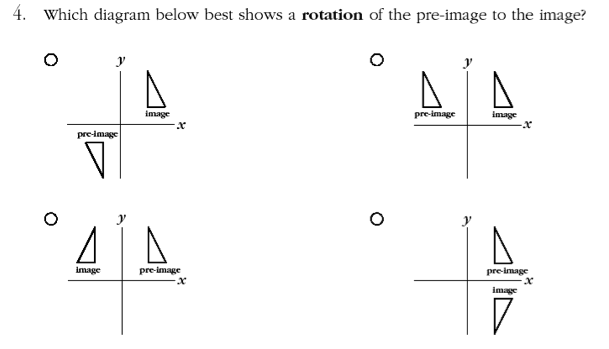 4. Which diagram below best shows a rotation of the pre-image to the image?
y
image
x
pre-image
y
pre-image image
x
y
image pre-image
x
y
pre-image
x
image